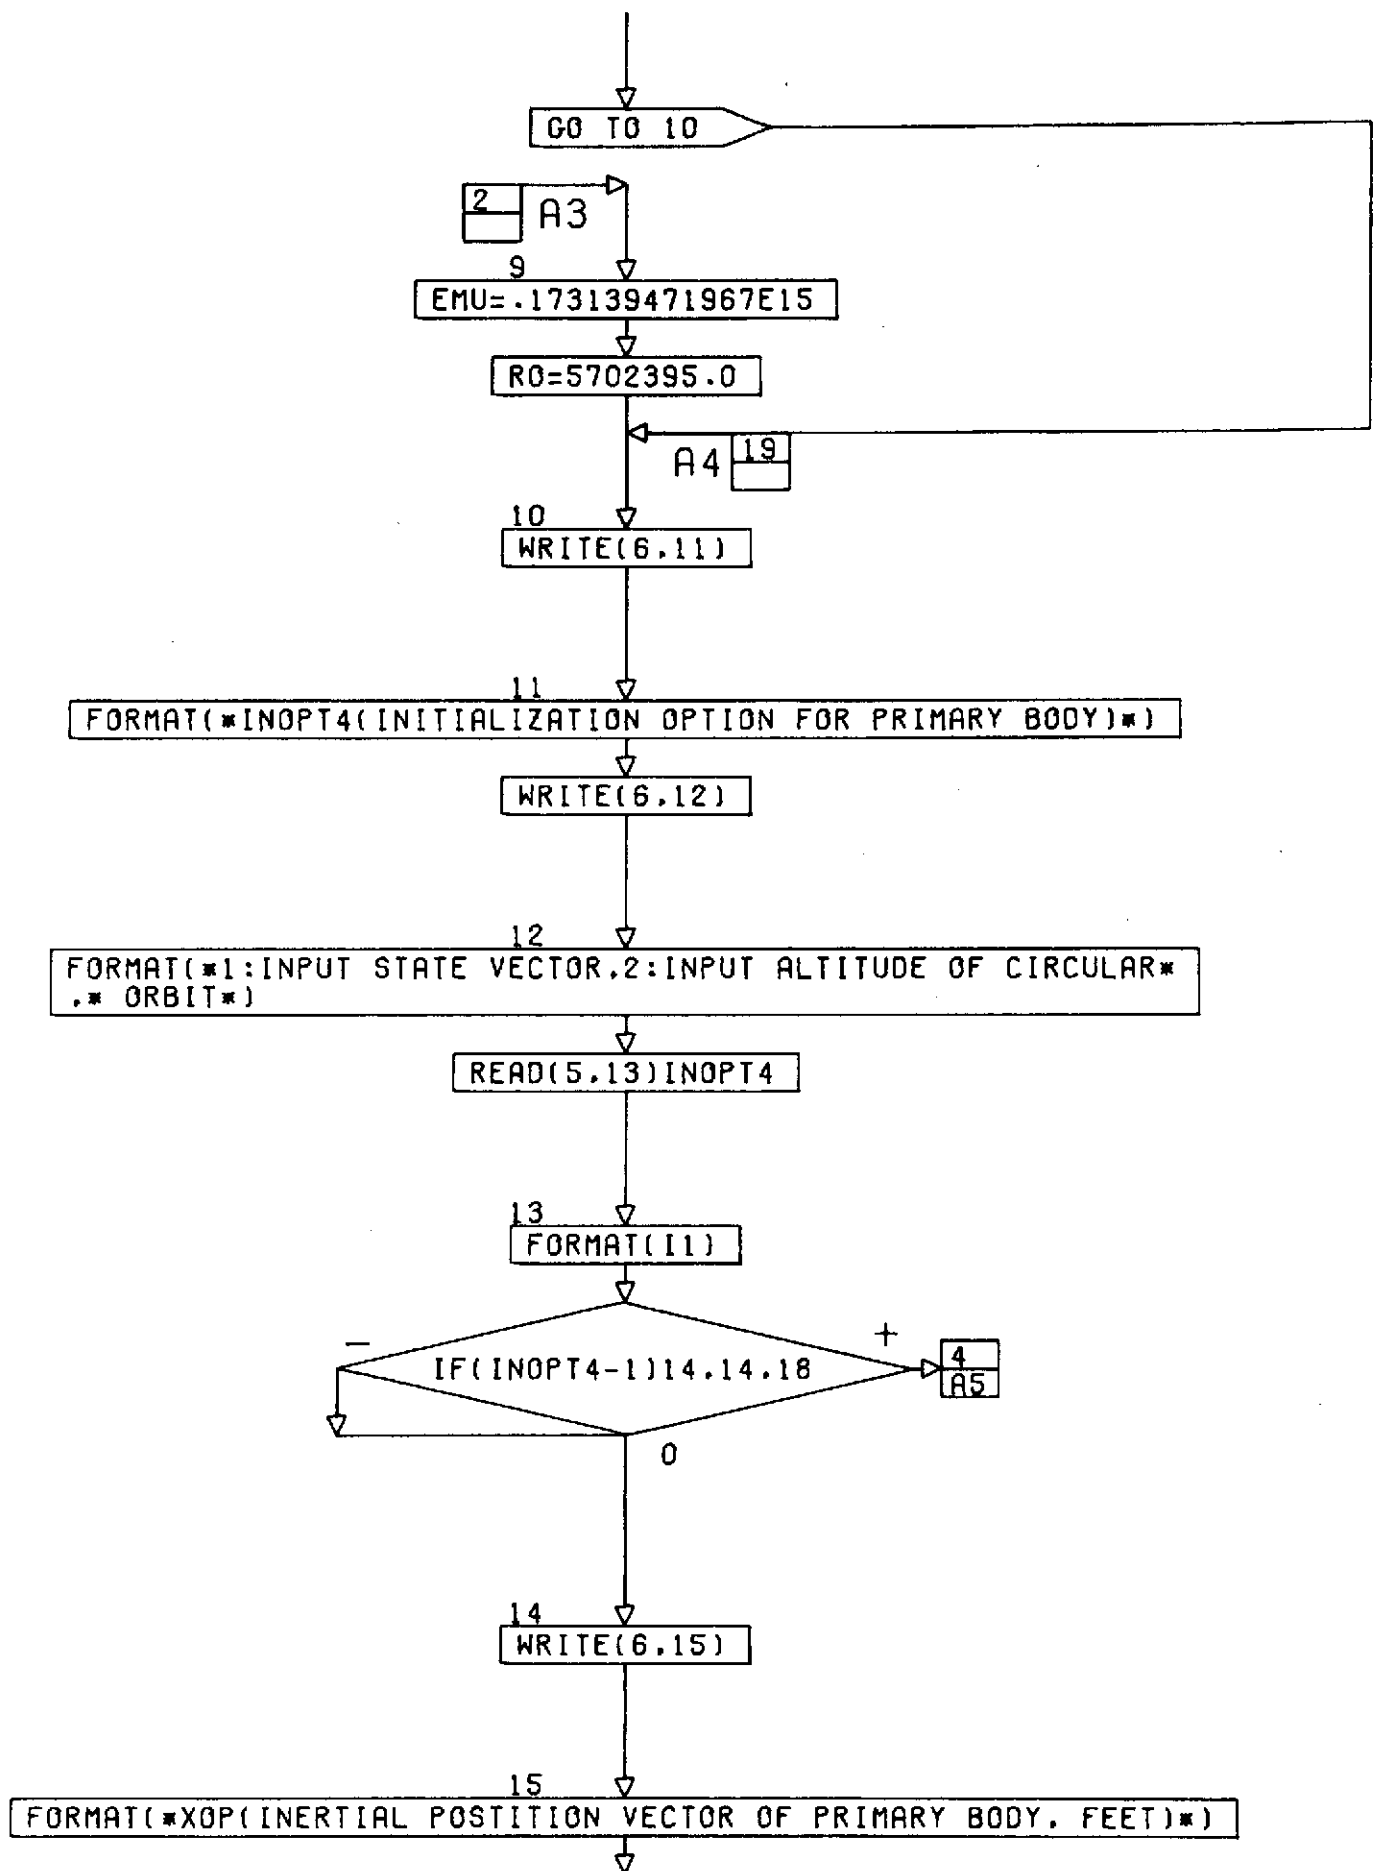 GO TO 10
2
A3
9
EMU=.173139471967E15
RO=5702395.0
A4
19
10
WRITE(6,11)
11
FORMAT(*INOPT4(INITIALIZATION OPTION FOR PRIMARY BODY)*)
WRITE(6,12)
12
FORMAT(*1:INPUT STATE VECTOR,2:INPUT ALTITUDE OF CIRCULAR*
,* ORBIT*)
READ(5,13)INOPT4
13
FORMAT(I1)
-
+
IF(INOPT4-1)14,14,18
4
A5
0
14
WRITE(6,15)
15
FORMAT(*XOP(INERTIAL POSTITION VECTOR OF PRIMARY BODY, FEET)*)